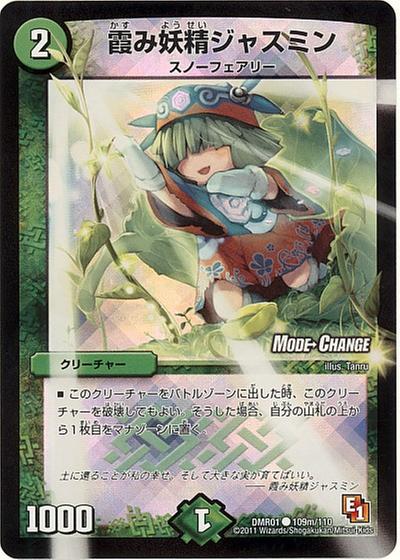 2
かす ようせい
霞み妖精ジャスミン
スノーフェアリー
MODE CHANGE
illus. Tanru
クリーチャー
■ このクリーチャーをバトルゾーンに出した時、このクリーチャーを破壊してもよい。そうした場合、自分の山札の上から1枚目をマナゾーンに置く。
土に還ることが私の幸せ。そして大きな実が育てばいい。
――霞み妖精ジャスミン
1000
1
E1
DMR01 ● 109m/110
©2011 Wizards/Shogakukan/Mitsui-Kids